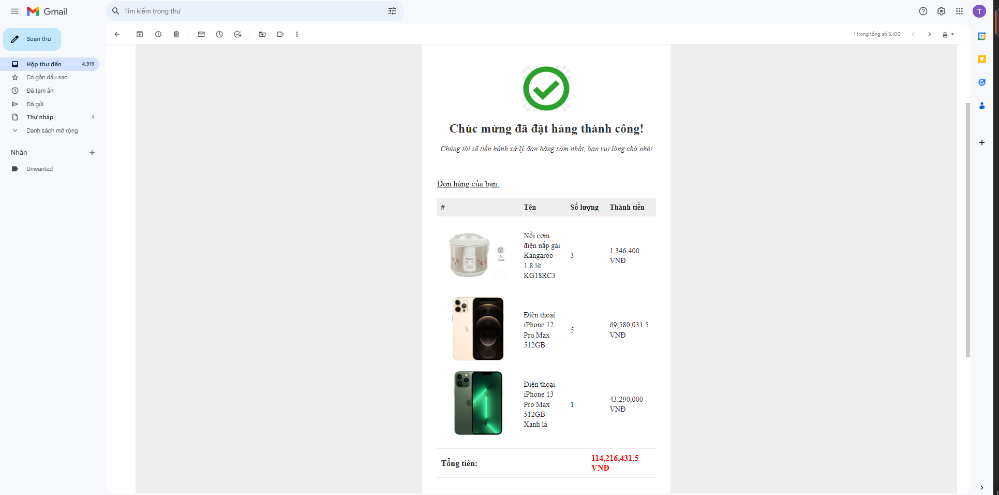 Gmail
Tìm kiếm trong thư
T
Soạn thư
1 trong tổng số 5.100
Hộp thư đến 4.919
Có gắn dấu sao
Đã tạm ẩn
Đã gửi
Thư nháp 4
Danh sách mở rộng
Nhãn
Unwanted
Chúc mừng đã đặt hàng thành công!
Chúng tôi sẽ tiến hành xử lý đơn hàng sớm nhất, bạn vui lòng chờ nhé!
Đơn hàng của bạn:
# Tên Số lượng Thành tiền
Nồi cơm
điện nắp gài
Kangaroo
1.8 lít
KG18RC3
3
1,346,400
VNĐ
1.8L
700W
Điện thoại
iPhone 12
Pro Max
512GB
5
69,580,031.5
VNĐ
Điện thoại
iPhone 13
Pro Max
512GB
Xanh lá
1
43,290,000
VNĐ
Tổng tiền:
114,216,431.5
VNĐ
31